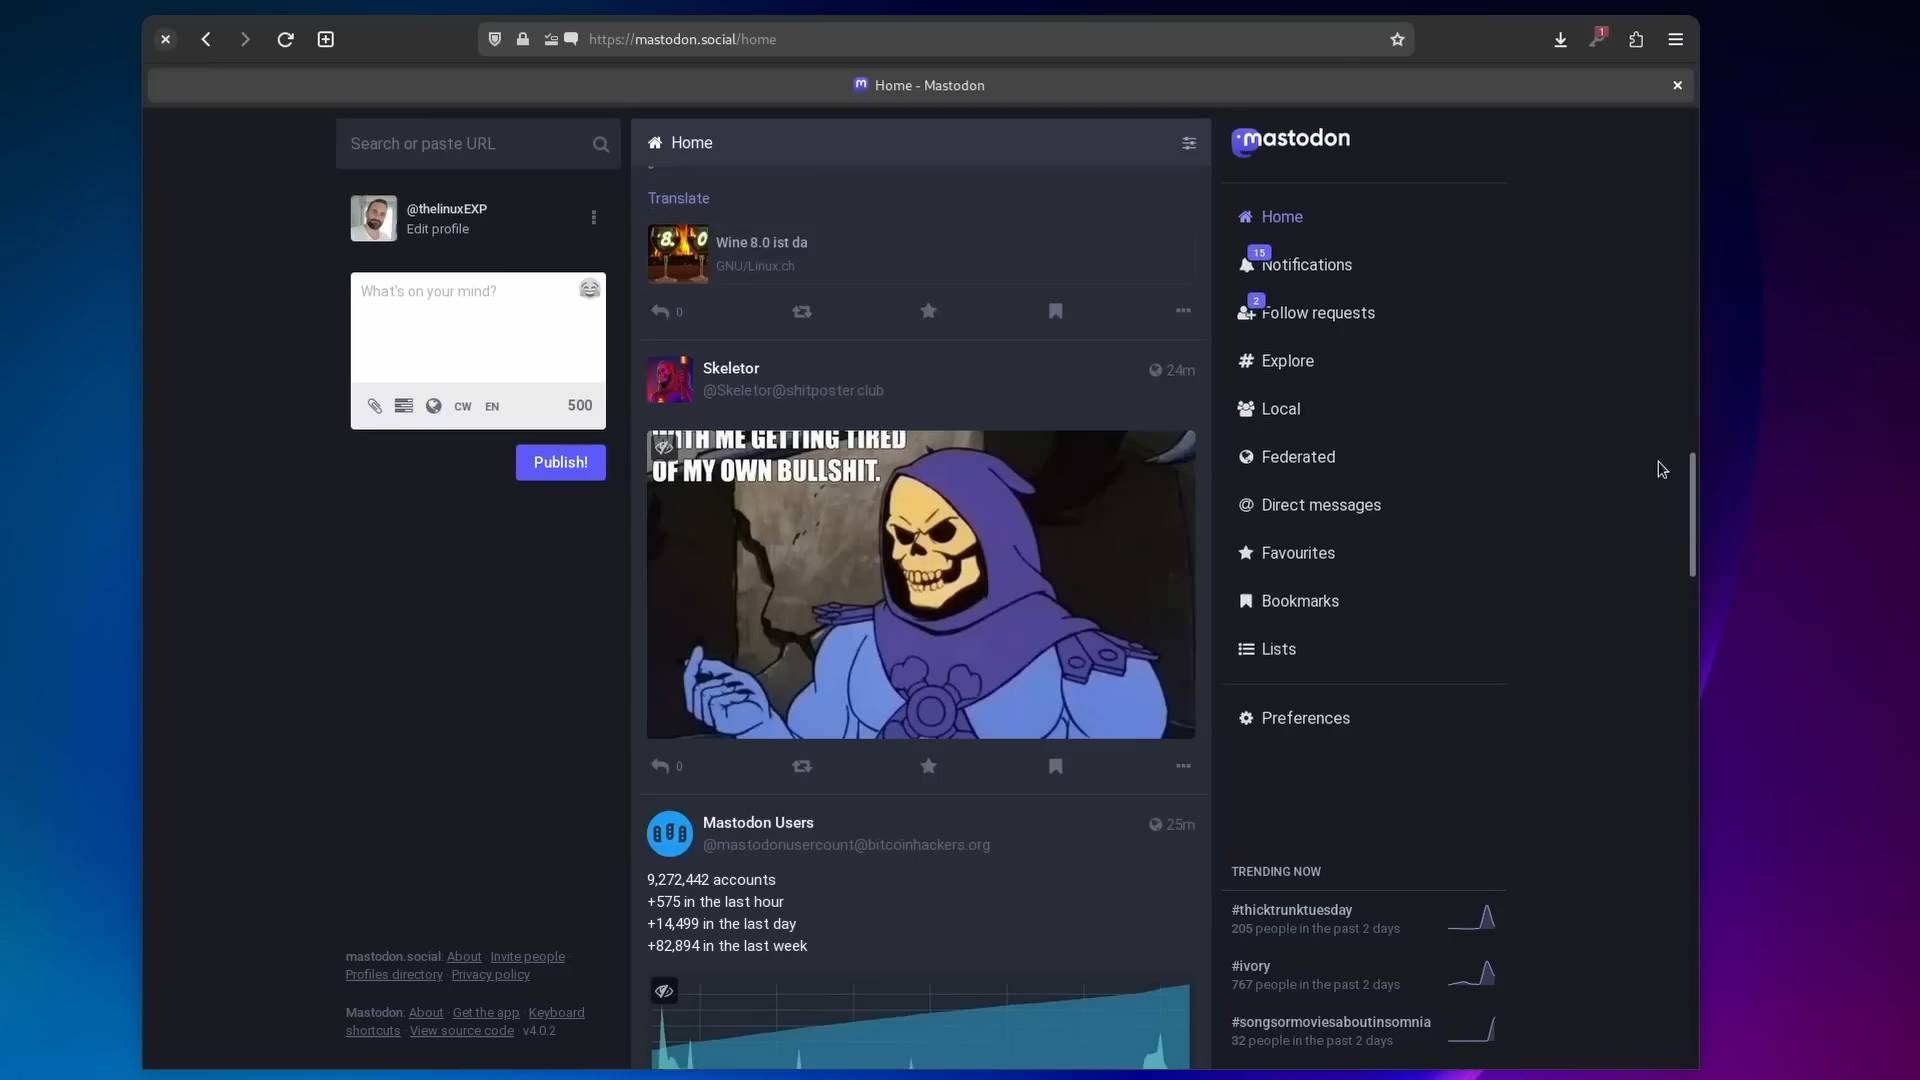 https://mastodon.social/home
1
Home - Mastodon
Search or paste URL
@thelinuxEXP
Edit profile
What's on your mind?
CW EN 500
Publish!
mastodon.social: About · Invite people ·
Profiles directory · Privacy policy
Mastodon: About · Get the app · Keyboard
shortcuts · View source code · v4.0.2
Home
Translate
8. 0
Wine 8.0 ist da
GNU/Linux.ch
0
Skeletor
24m
@Skeletor@shitposter.club
WITH ME GETTING TIRED
OF MY OWN BULLSHIT.
0
Mastodon Users
25m
@mastodonusercount@bitcoinhackers.org
9,272,442 accounts
+575 in the last hour
+14,499 in the last day
+82,894 in the last week
mastodon
Home
15
Notifications
2
Follow requests
Explore
Local
Federated
Direct messages
Favourites
Bookmarks
Lists
Preferences
TRENDING NOW
#thicktrunktuesday
205 people in the past 2 days
#ivory
767 people in the past 2 days
#songsormoviesaboutinsomnia
32 people in the past 2 days